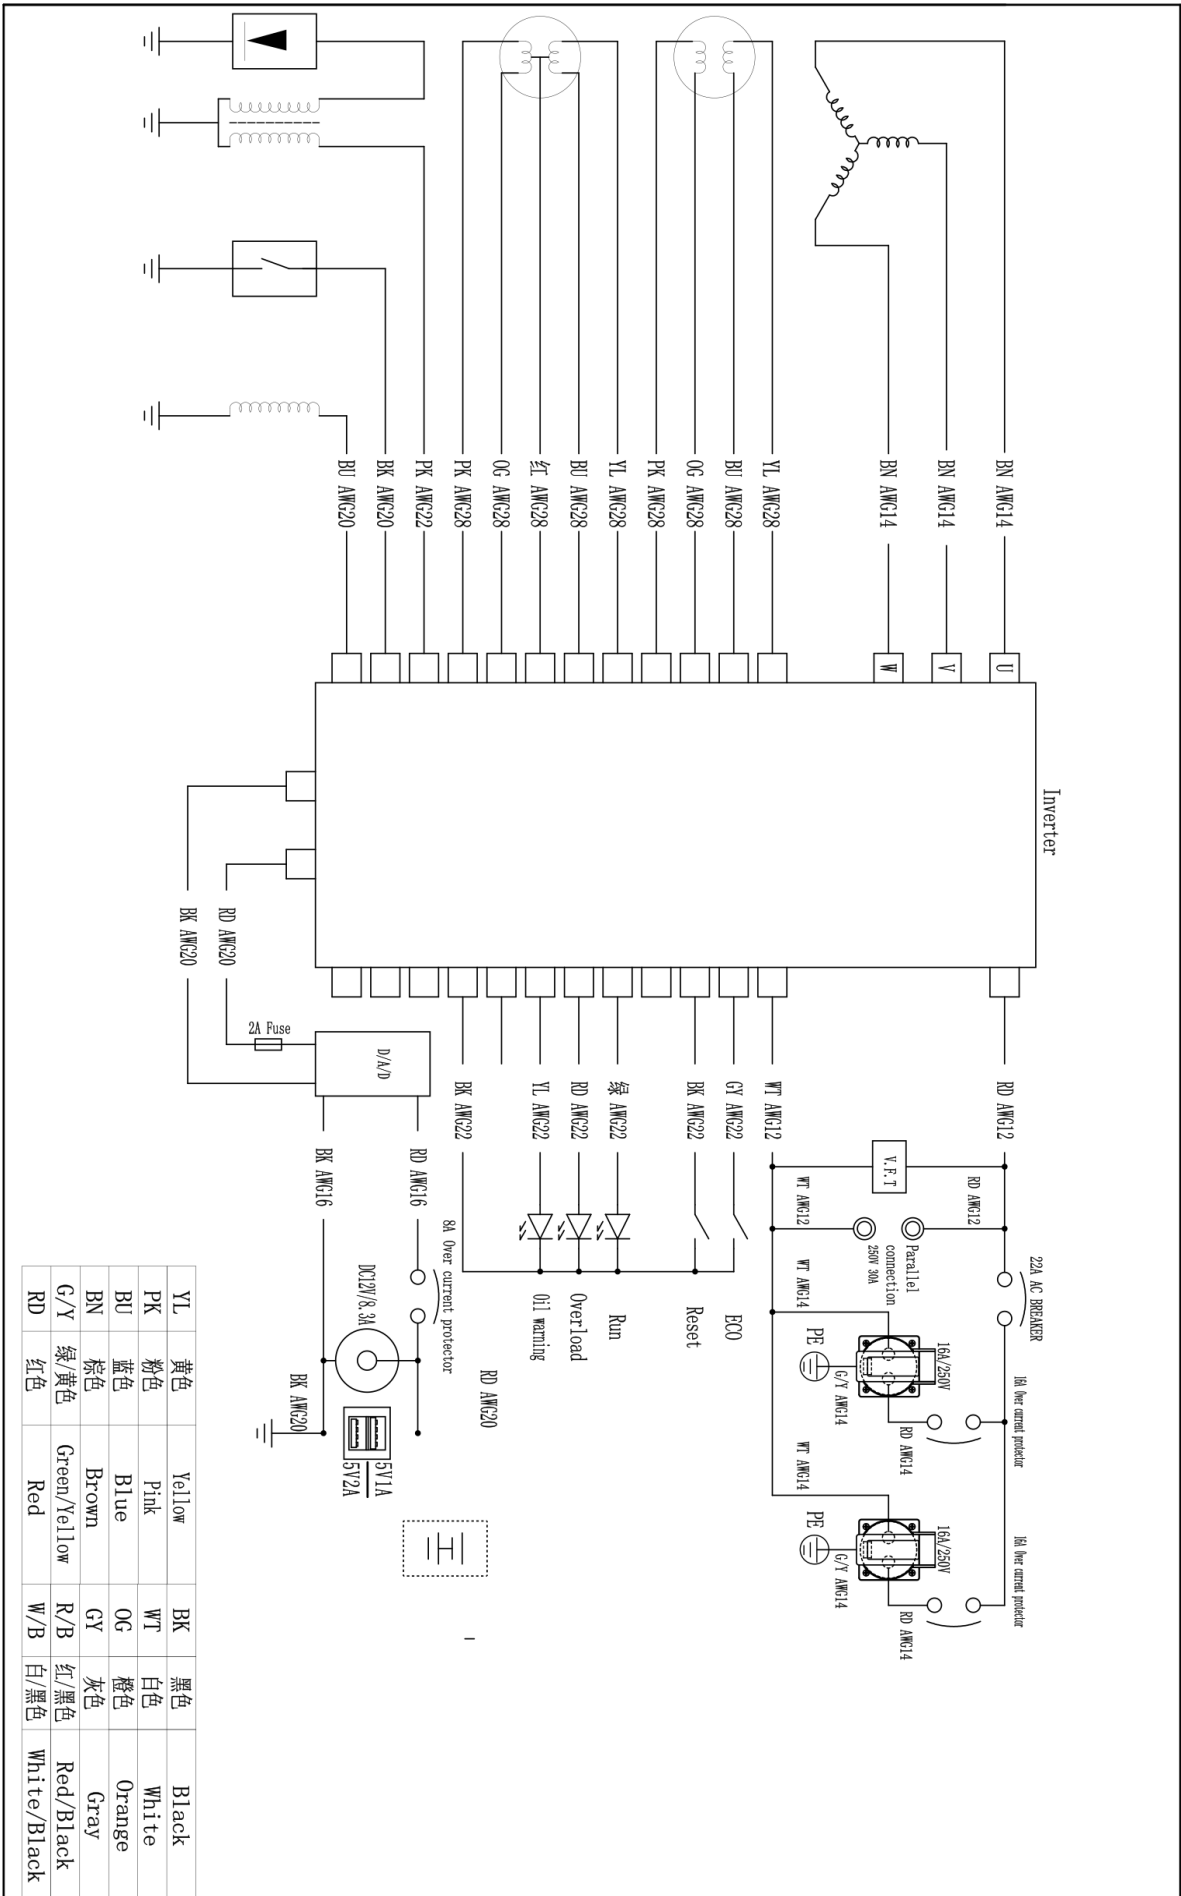 Inverter
BN AWG14
BN AWG14
BN AWG14
YL AWG28
BU AWG28
OG AWG28
PK AWG28
YL AWG28
BU AWG28
红 AWG28
OG AWG28
PK AWG28
PK AWG22
BK AWG20
BU AWG20
U
V
W
RD AWG12
WT AWG12
GY AWG22
BK AWG22
绿 AWG22
RD AWG22
YL AWG22
BK AWG22
V.F.T
RD AWG12
WT AWG12
Parallel
connection
250V 30A
22A AC BREAKER
WT AWG14
16A/250V
PE
G/Y AWG14
RD AWG14
16A Over current protector
WT AWG14
16A/250V
PE
G/Y AWG14
RD AWG14
16A Over current protector
ECO
Reset
Run
Overload
Oil warning
RD AWG20
BK AWG20
2A Fuse
D/A/D
RD AWG16
BK AWG16
8A Over current protector
DC12V/8.3A
RD AWG20
BK AWG20
5V1A
5V2A
YL 黄色 Yellow BK 黑色 Black
PK 粉色 Pink WT 白色 White
BU 蓝色 Blue OG 橙色 Orange
BN 棕色 Brown GY 灰色 Gray
G/Y 绿/黄色 Green/Yellow R/B 红/黑色 Red/Black
RD 红色 Red W/B 白/黑色 White/Black